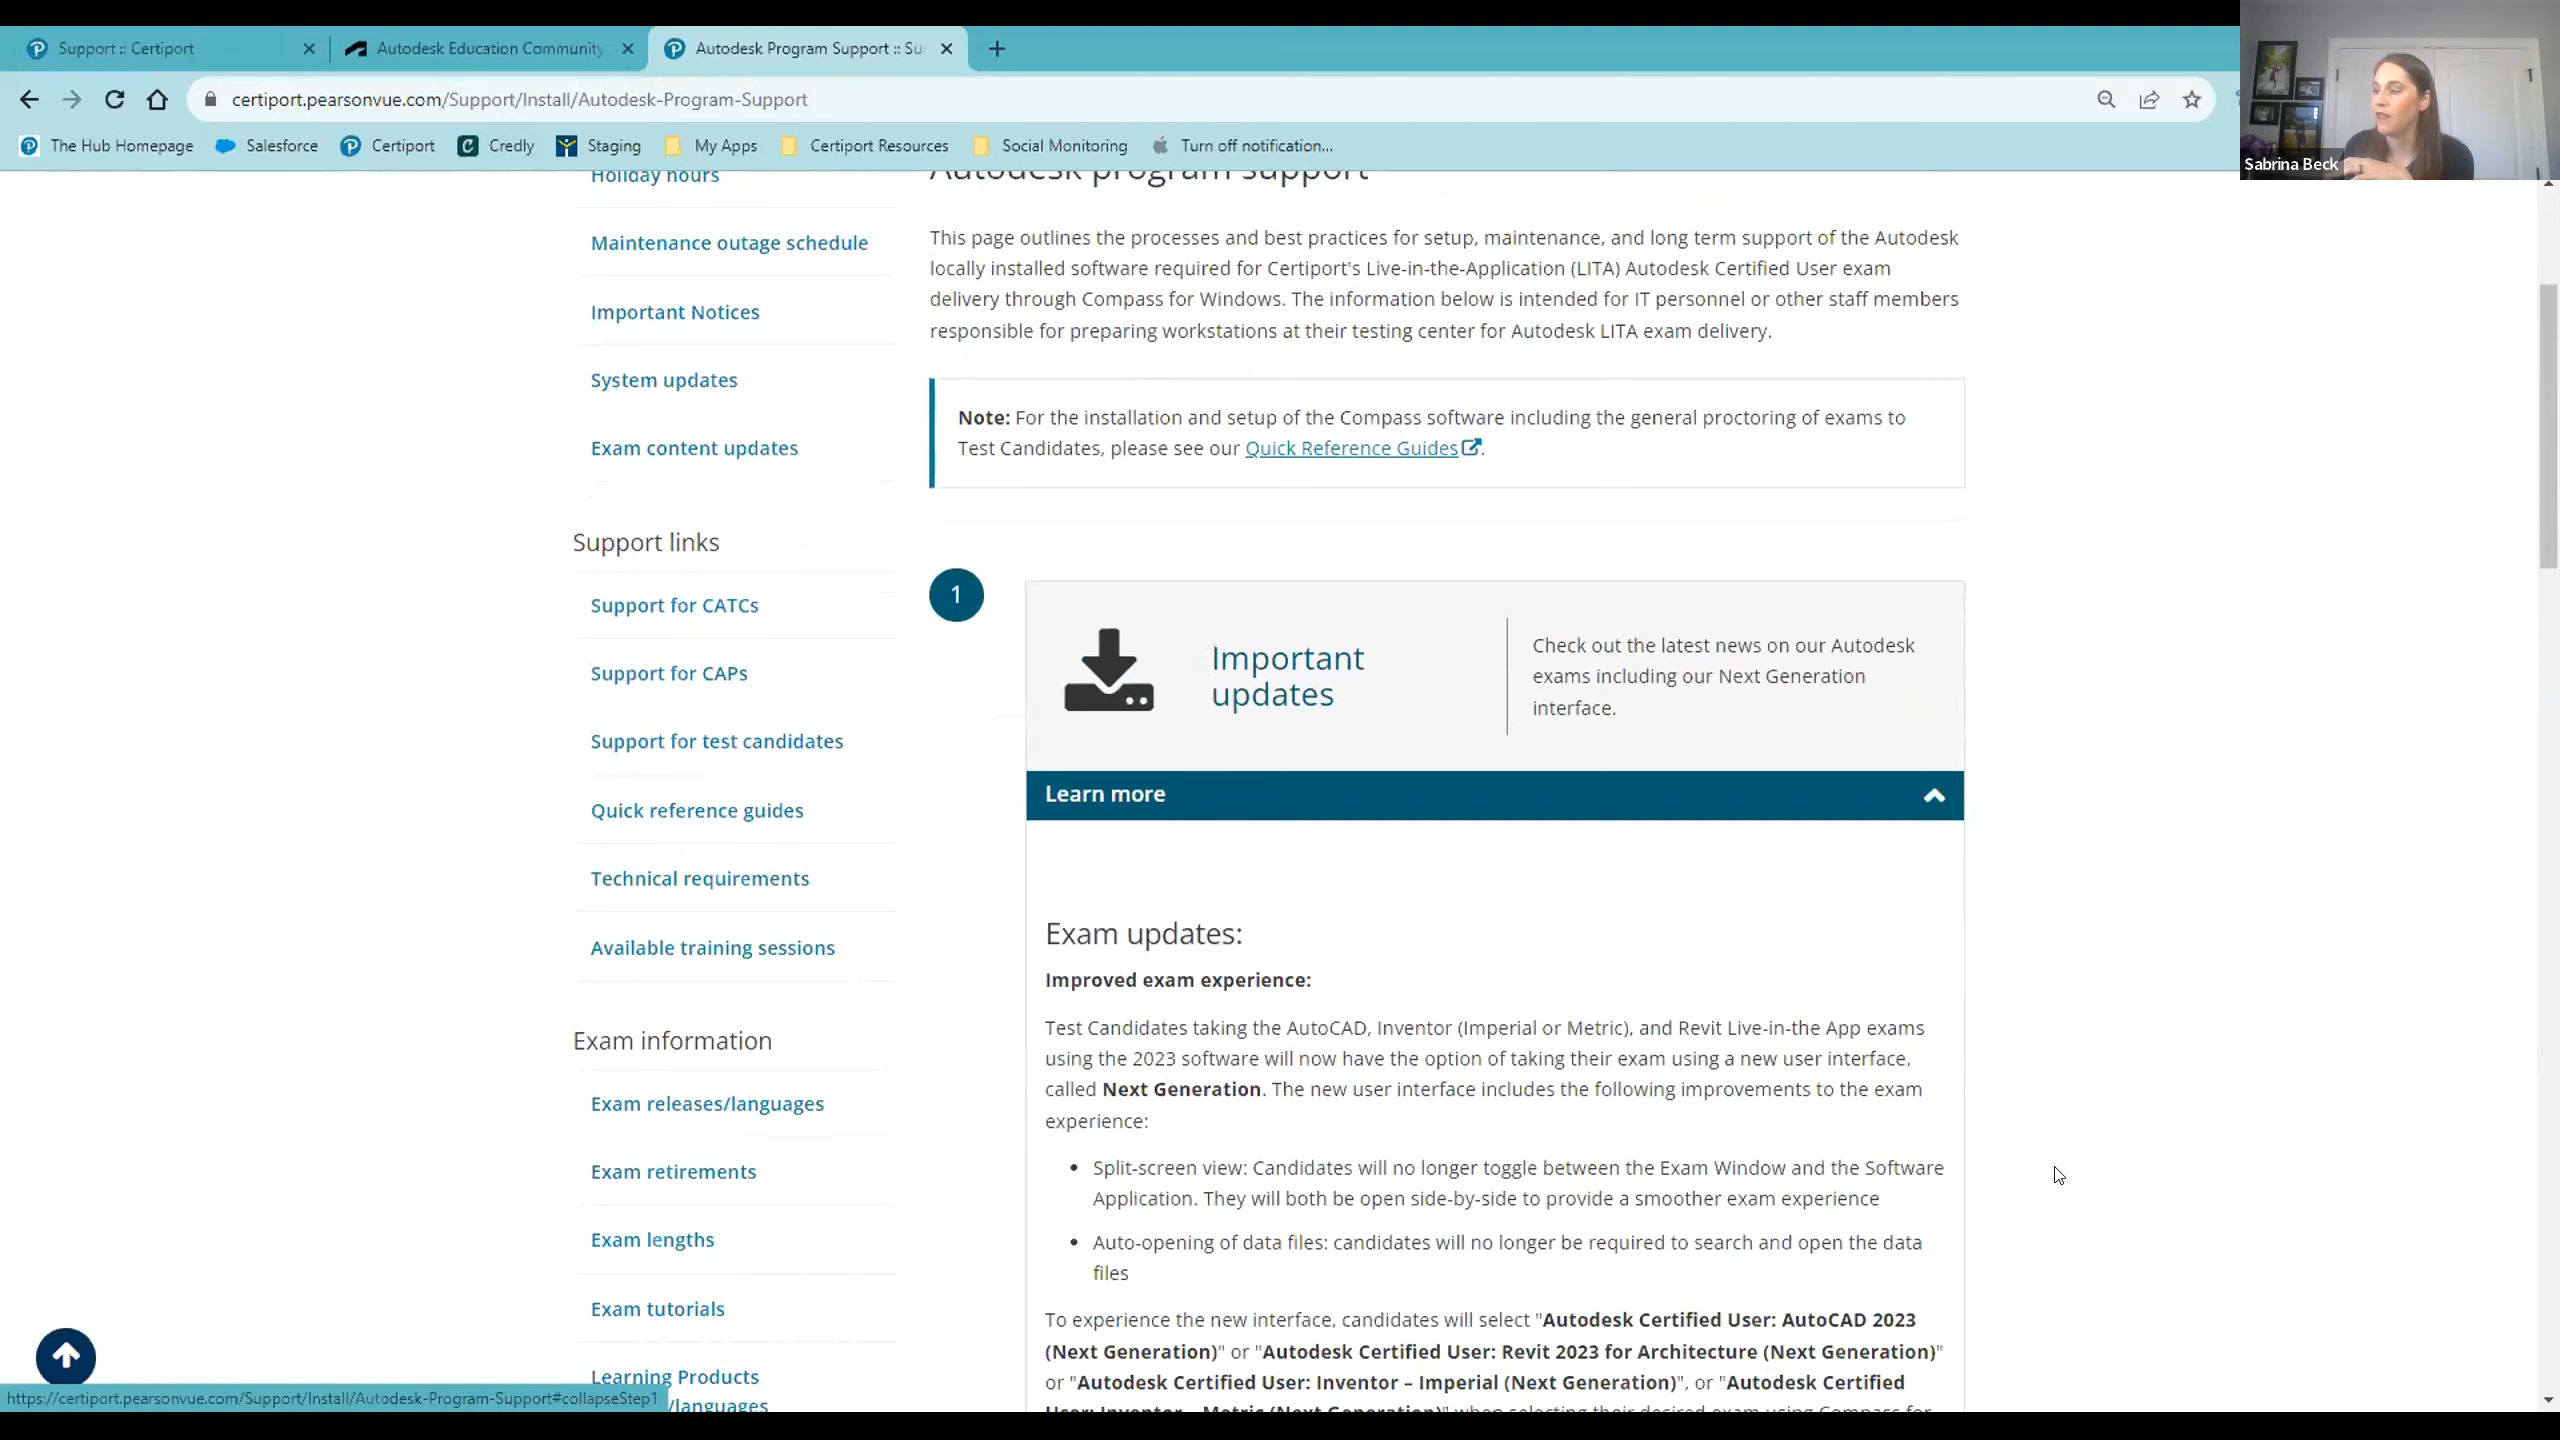 Support :: Certiport
Autodesk Education Community
Autodesk Program Support :: Su
certiport.pearsonvue.com/Support/Install/Autodesk-Program-Support
The Hub Homepage
Salesforce
Certiport
Credly
Staging
My Apps
Certiport Resources
Social Monitoring
Turn off notification...
Sabrina Beck
Holiday hours
Maintenance outage schedule
Important Notices
System updates
Exam content updates
Support links
Support for CATCs
Support for CAPs
Support for test candidates
Quick reference guides
Technical requirements
Available training sessions
Exam information
Exam releases/languages
Exam retirements
Exam lengths
Exam tutorials
Learning Products
/languages
https://certiport.pearsonvue.com/Support/Install/Autodesk-Program-Support#collapseStep1
Autodesk program support
This page outlines the processes and best practices for setup, maintenance, and long term support of the Autodesk
locally installed software required for Certiport's Live-in-the-Application (LITA) Autodesk Certified User exam
delivery through Compass for Windows. The information below is intended for IT personnel or other staff members
responsible for preparing workstations at their testing center for Autodesk LITA exam delivery.
Note: For the installation and setup of the Compass software including the general proctoring of exams to
Test Candidates, please see our Quick Reference Guides.
1
Important
updates
Check out the latest news on our Autodesk
exams including our Next Generation
interface.
Learn more
Exam updates:
Improved exam experience:
Test Candidates taking the AutoCAD, Inventor (Imperial or Metric), and Revit Live-in-the App exams
using the 2023 software will now have the option of taking their exam using a new user interface,
called Next Generation. The new user interface includes the following improvements to the exam
experience:
• Split-screen view: Candidates will no longer toggle between the Exam Window and the Software
Application. They will both be open side-by-side to provide a smoother exam experience
• Auto-opening of data files: candidates will no longer be required to search and open the data
files
To experience the new interface, candidates will select "Autodesk Certified User: AutoCAD 2023
(Next Generation)" or "Autodesk Certified User: Revit 2023 for Architecture (Next Generation)"
or "Autodesk Certified User: Inventor – Imperial (Next Generation)", or "Autodesk Certified
User: Inventor – Metric (Next Generation)" when selecting their desired exam using Compass for